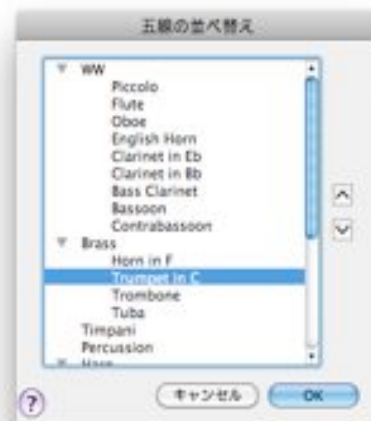 五線の並べ替え
WW
Piccolo
Flute
Oboe
English Horn
Clarinet in Eb
Clarinet in Bb
Bass Clarinet
Bassoon
Contrabassoon
Brass
Horn in F
Trumpet in C
Trombone
Tuba
Timpani
Percussion
?
キャンセル
OK